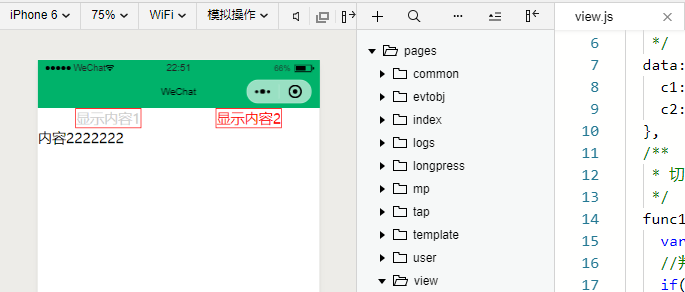 iPhone 6 75% WiFi 模拟操作
view.js
WeChat 22:51 66%
WeChat
显示内容1 显示内容2
内容2222222
pages
common
evtobj
index
logs
longpress
mp
tap
template
user
view
6 */
7 data:
8 c1:
9 c2:
10 },
11 /**
12 * 切
13 */
14 func1
15 van
16 //判
17 if(